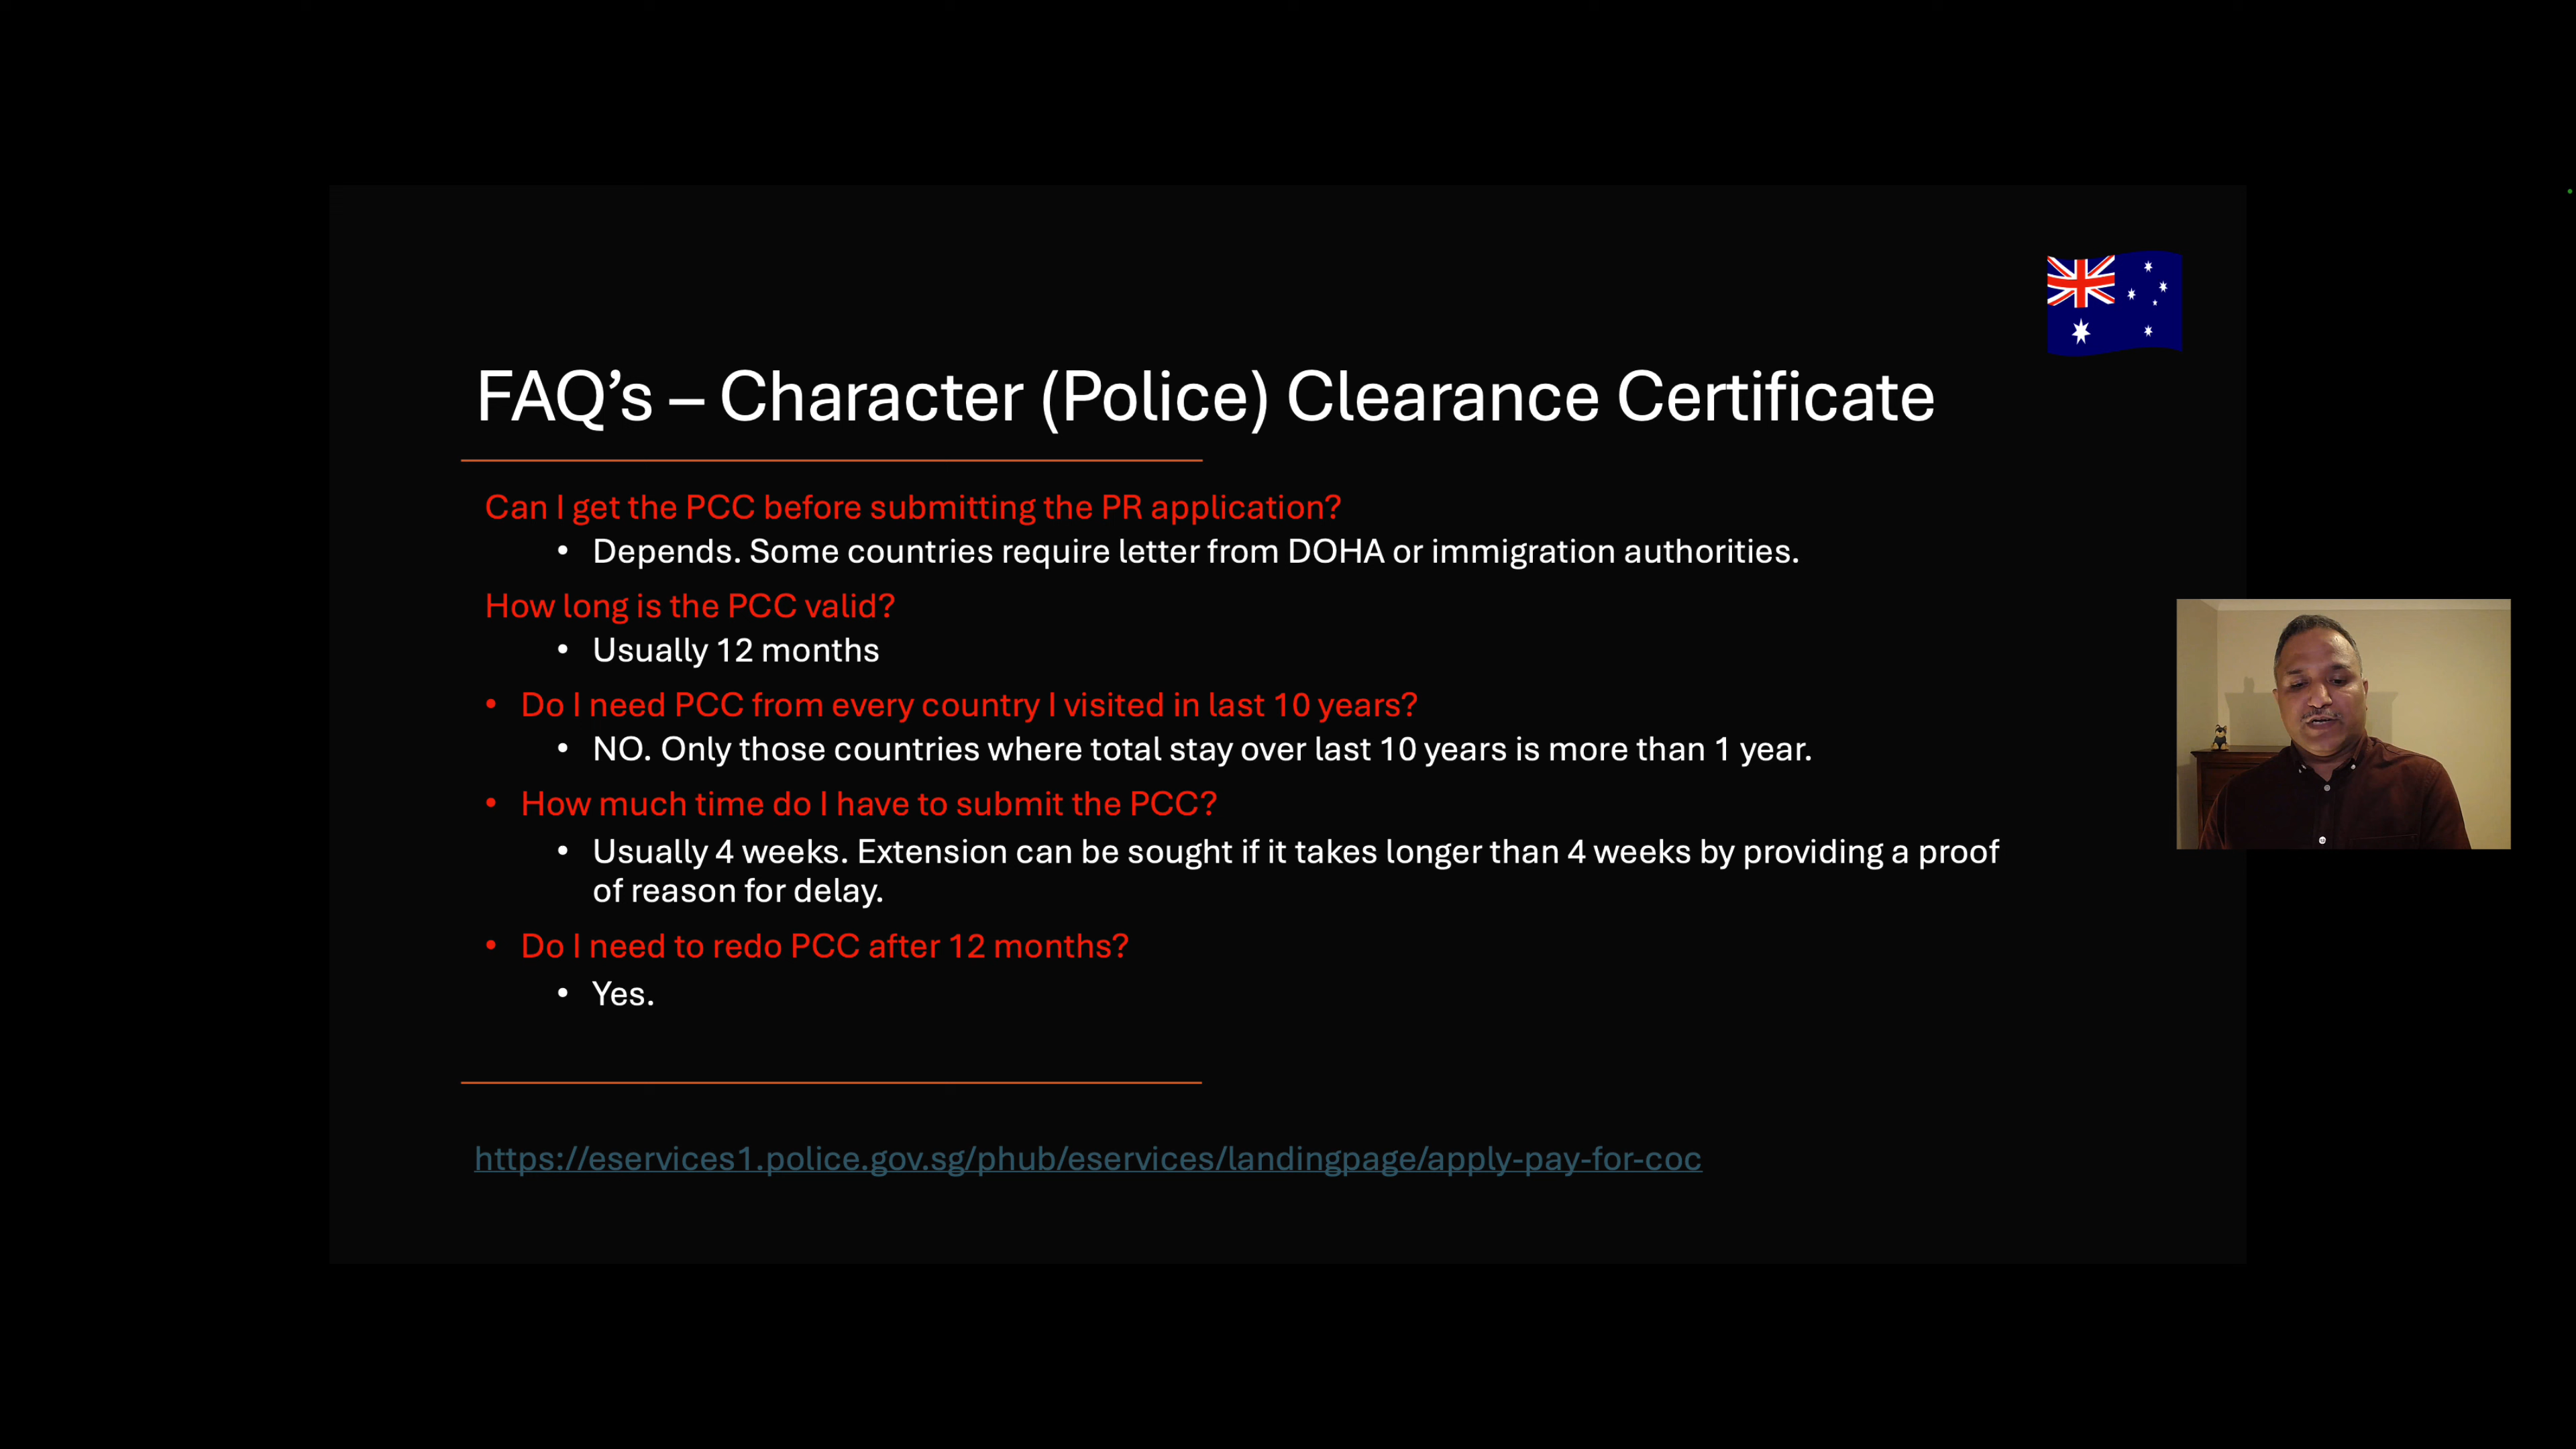 FAQ’s – Character (Police) Clearance Certificate
Can I get the PCC before submitting the PR application?
• Depends. Some countries require letter from DOHA or immigration authorities.
How long is the PCC valid?
• Usually 12 months
• Do I need PCC from every country I visited in last 10 years?
• NO. Only those countries where total stay over last 10 years is more than 1 year.
• How much time do I have to submit the PCC?
• Usually 4 weeks. Extension can be sought if it takes longer than 4 weeks by providing a proof
of reason for delay.
• Do I need to redo PCC after 12 months?
• Yes.
https://eservices1.police.gov.sg/phub/eservices/landingpage/apply-pay-for-coc